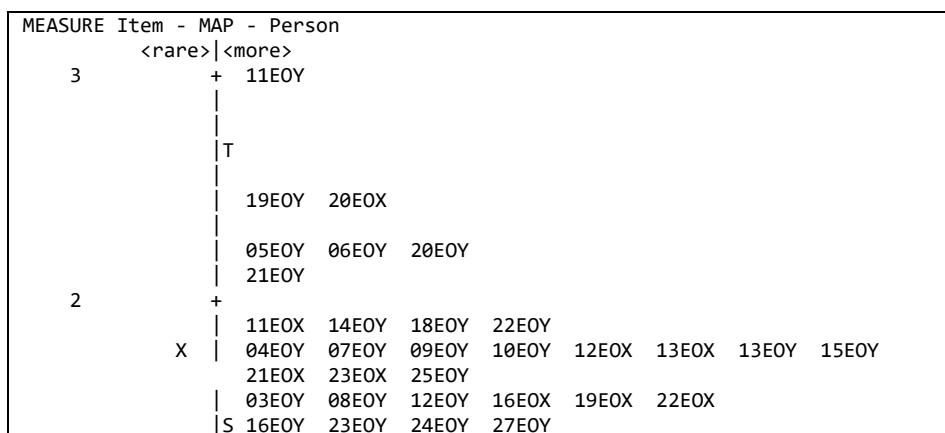 MEASURE Item - MAP - Person
<rare>|<more>
3 + 11EOY
|
|
|T
|
| 19EOY 20EOX
|
| 05EOY 06EOY 20EOY
| 21EOY
2 +
| 11EOX 14EOY 18EOY 22EOY
X | 04EOY 07EOY 09EOY 10EOY 12EOX 13EOX 13EOY 15EOY
21EOX 23EOX 25EOY
| 03EOY 08EOY 12EOY 16EOX 19EOX 22EOX
|S 16EOY 23EOY 24EOY 27EOY